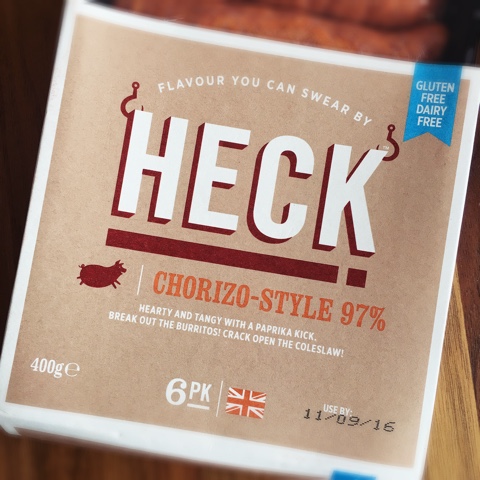 FLAVOUR YOU CAN SWEAR BY
HECK
GLUTEN
FREE
DAIRY
FREE
CHORIZO-STYLE 97%
HEARTY AND TANGY WITH A PAPRIKA KICK.
BREAK OUT THE BURRITOS! CRACK OPEN THE COLESLAW!
400g℮
6PK
USE BY:
11/09/16